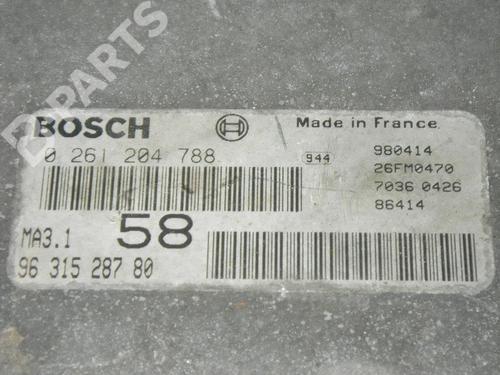 B-PARTS
BOSCH
Made in France
0 261 204 788
944
980414
26FM0470
7036 0426
86414
MA3.1
58
96 315 287 80